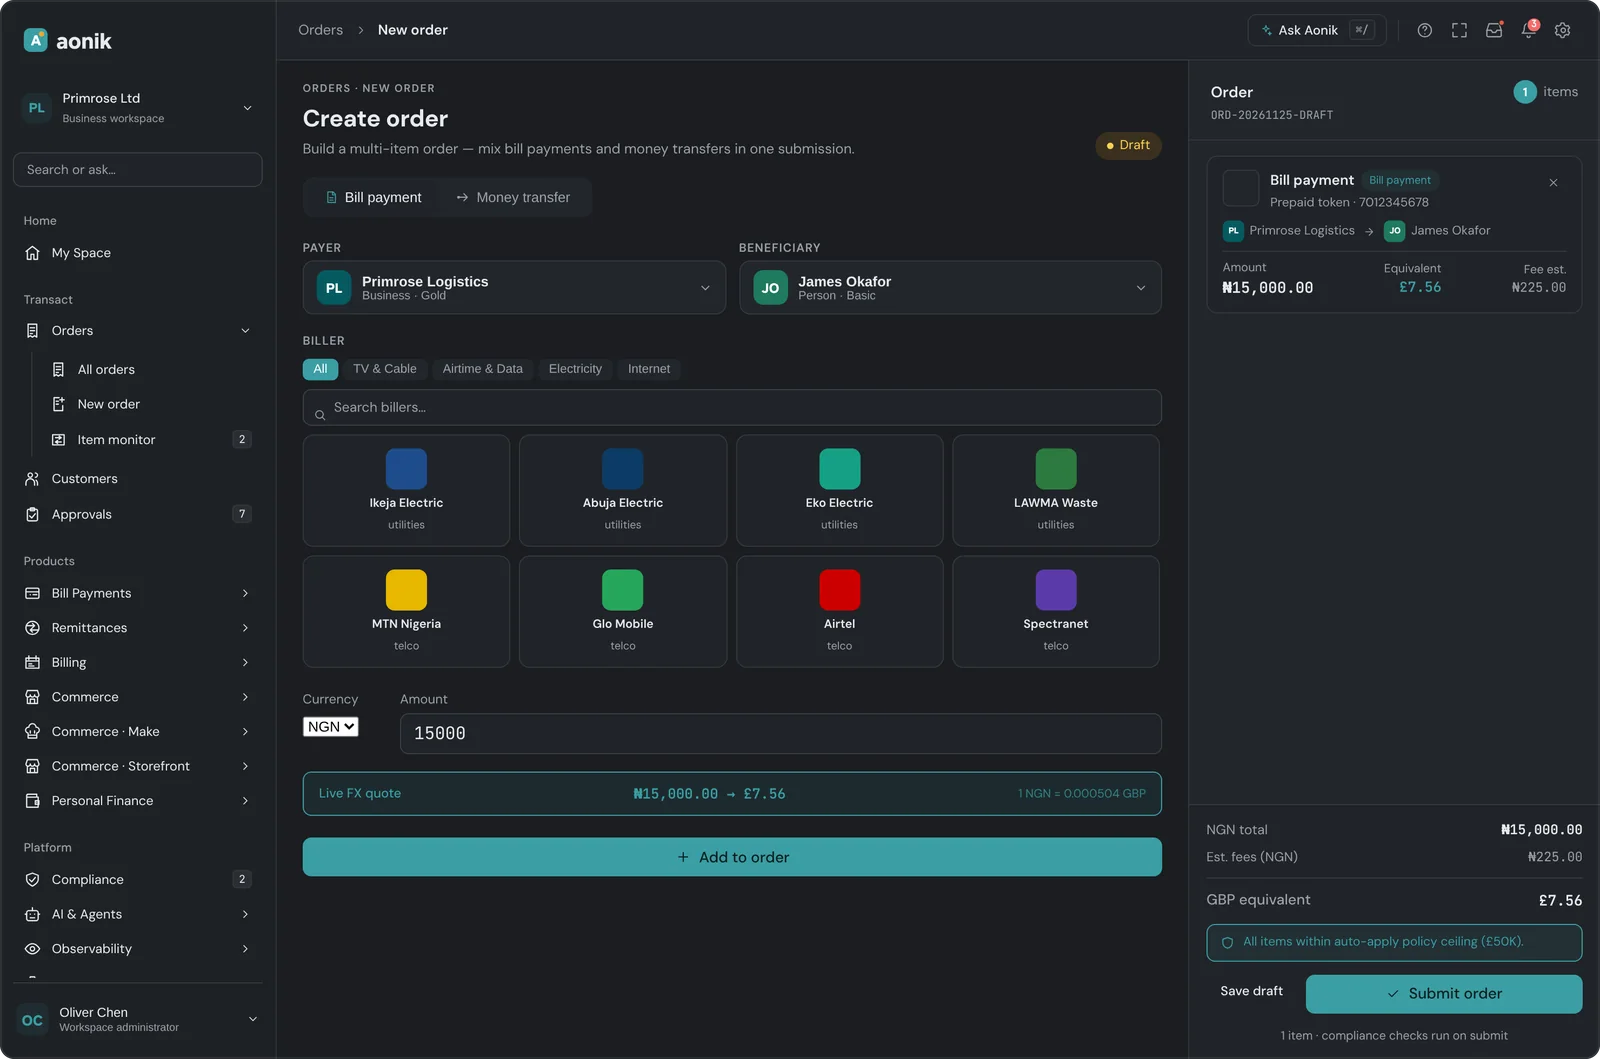 A aonik
PL Primrose Ltd
Business workspace
Search or ask...
Home
My Space
Transact
Orders
All orders
New order
Item monitor 2
Customers
Approvals 7
Products
Bill Payments
Remittances
Billing
Commerce
Commerce · Make
Commerce · Storefront
Personal Finance
Platform
Compliance 2
AI & Agents
Observability
OC Oliver Chen
Workspace administrator
Orders > New order
Ask Aonik ⌘/
3
ORDERS · NEW ORDER
Create order
Build a multi-item order — mix bill payments and money transfers in one submission.
Draft
Bill payment
Money transfer
PAYER
PL Primrose Logistics
Business · Gold
BENEFICIARY
JO James Okafor
Person · Basic
BILLER
All TV & Cable Airtime & Data Electricity Internet
Search billers...
Ikeja Electric
utilities
Abuja Electric
utilities
Eko Electric
utilities
LAWMA Waste
utilities
MTN Nigeria
telco
Glo Mobile
telco
Airtel
telco
Spectranet
telco
Currency
NGN
Amount
15000
Live FX quote ₦15,000.00 → £7.56 1 NGN = 0.000504 GBP
+ Add to order
Order
1 items
ORD-20261125-DRAFT
Bill payment Bill payment
Prepaid token · 7012345678
PL Primrose Logistics → JO James Okafor
Amount Equivalent Fee est.
₦15,000.00 £7.56 ₦225.00
NGN total ₦15,000.00
Est. fees (NGN) ₦225.00
GBP equivalent £7.56
All items within auto-apply policy ceiling (£50K).
Save draft
Submit order
1 item · compliance checks run on submit